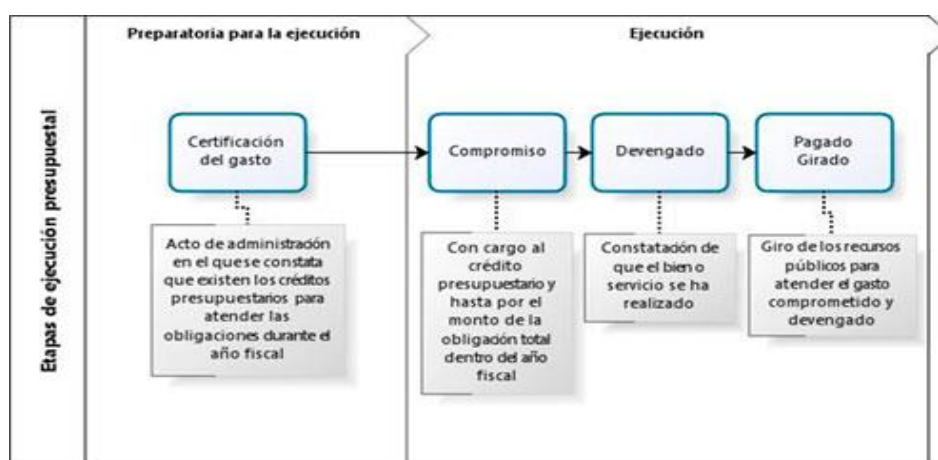 Preparatoria para la ejecución
Ejecución
Etapas de ejecución presupuestal
Certificación
del gasto
Compromiso
Devengado
Pagado
Girado
Acto de administración
en el quese constata
que existen los créditos
presupuestarios para
atender las
obligaciones durante el
año fiscal
Con cargo al
crédito
presupuestario y
hasta por el
monto de la
obligación total
dentro del año
fiscal
Constatación de
que el bien o
servicio se ha
realizado
Giro de los recursos
públicos para
atender el gasto
comprometido y
devengado